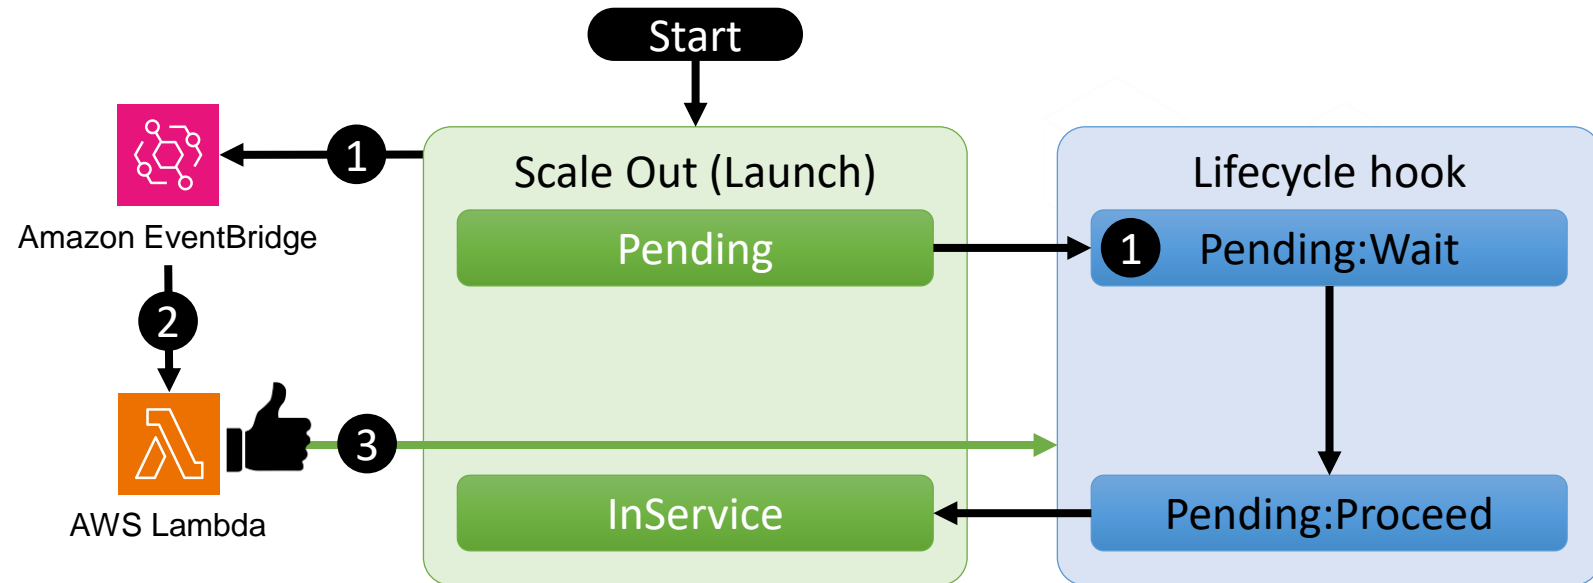 Start
1
Scale Out (Launch)
Lifecycle hook
Amazon EventBridge
Pending
1
Pending:Wait
2
3
AWS Lambda
InService
Pending:Proceed